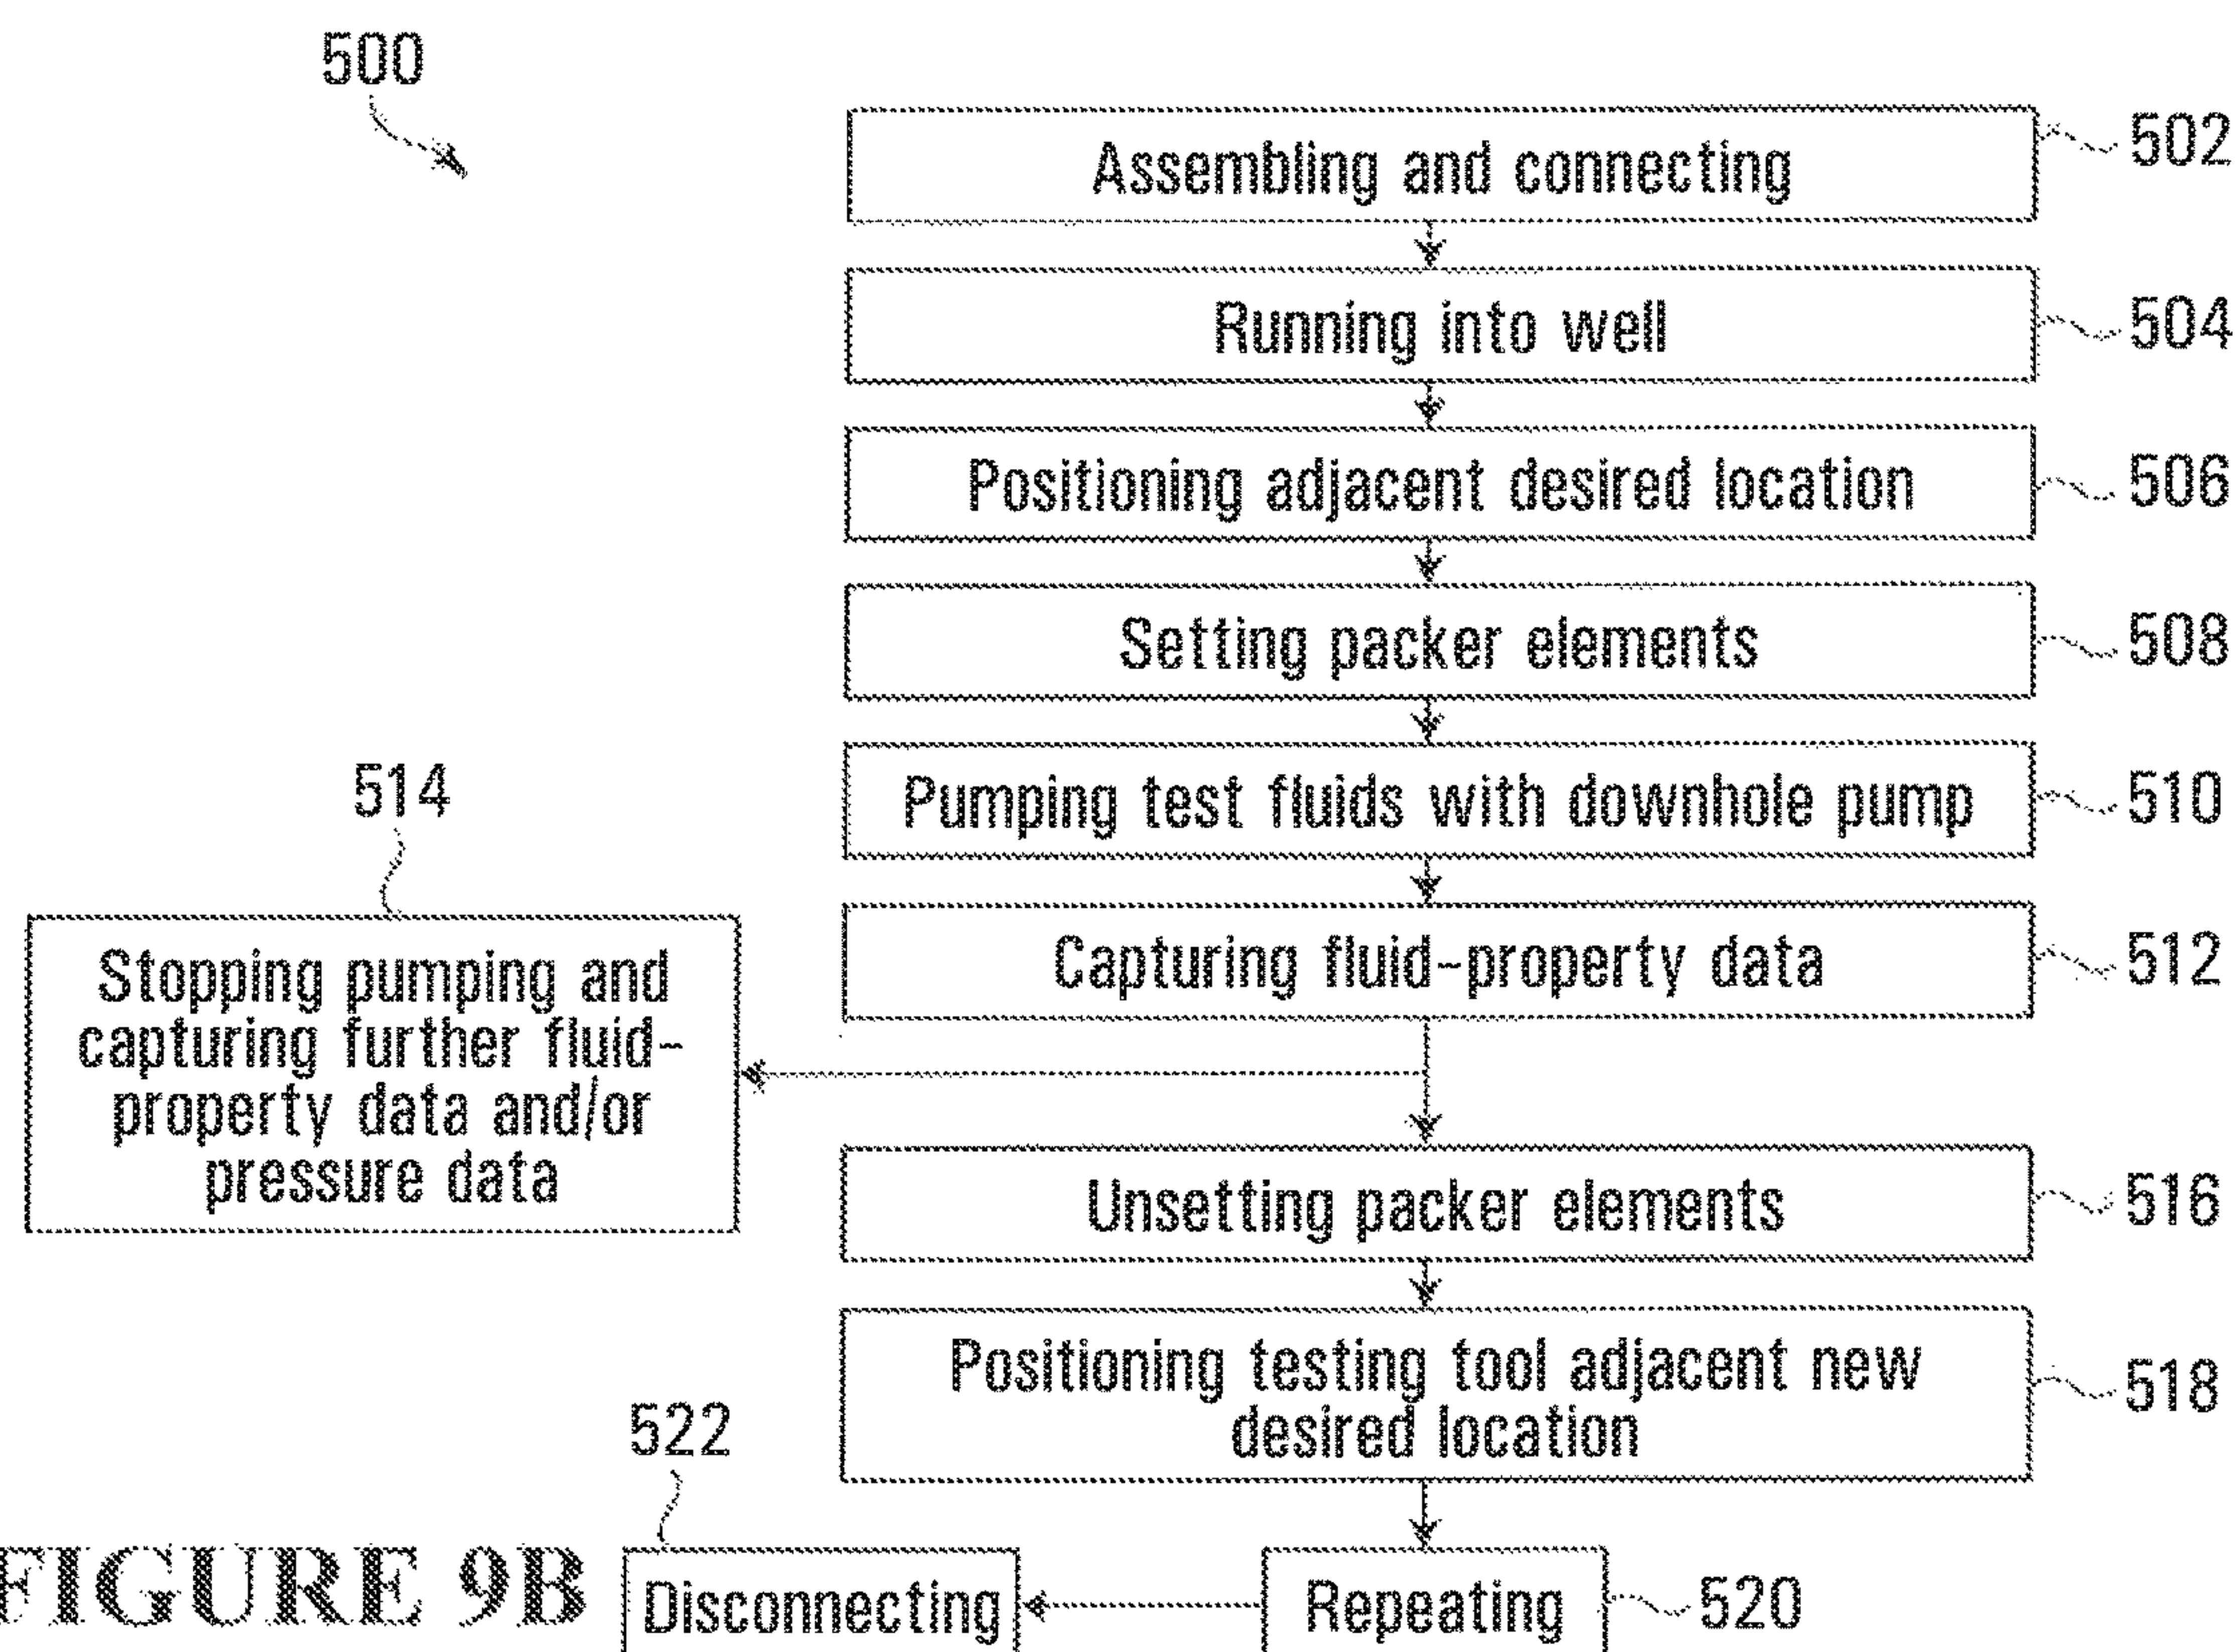 500
Assembling and connecting
502
Running into well
504
Positioning adjacent desired location
506
Setting packer elements
508
Pumping test fluids with downhole pump
510
Capturing fluid-property data
512
514
Stopping pumping and
capturing further fluid-
property data and/or
pressure data
Unsetting packer elements
516
Positioning testing tool adjacent new
desired location
518
Repeating
520
522
Disconnecting
FIGURE 9B